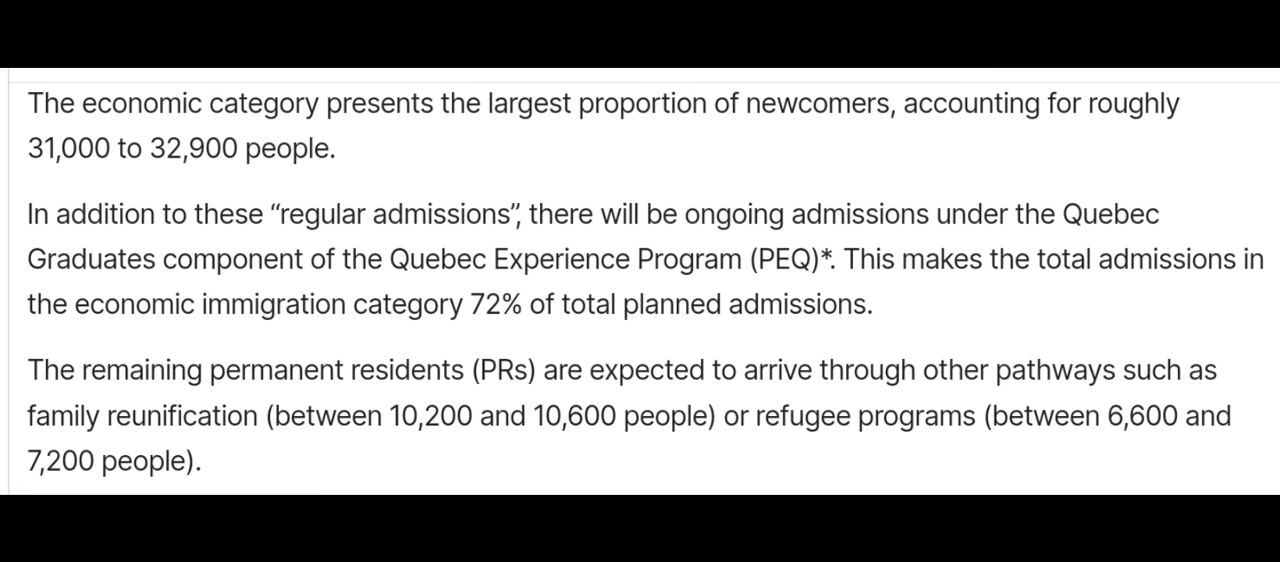 The economic category presents the largest proportion of newcomers, accounting for roughly
31,000 to 32,900 people.
In addition to these “regular admissions”, there will be ongoing admissions under the Quebec
Graduates component of the Quebec Experience Program (PEQ)*. This makes the total admissions in
the economic immigration category 72% of total planned admissions.
The remaining permanent residents (PRs) are expected to arrive through other pathways such as
family reunification (between 10,200 and 10,600 people) or refugee programs (between 6,600 and
7,200 people).